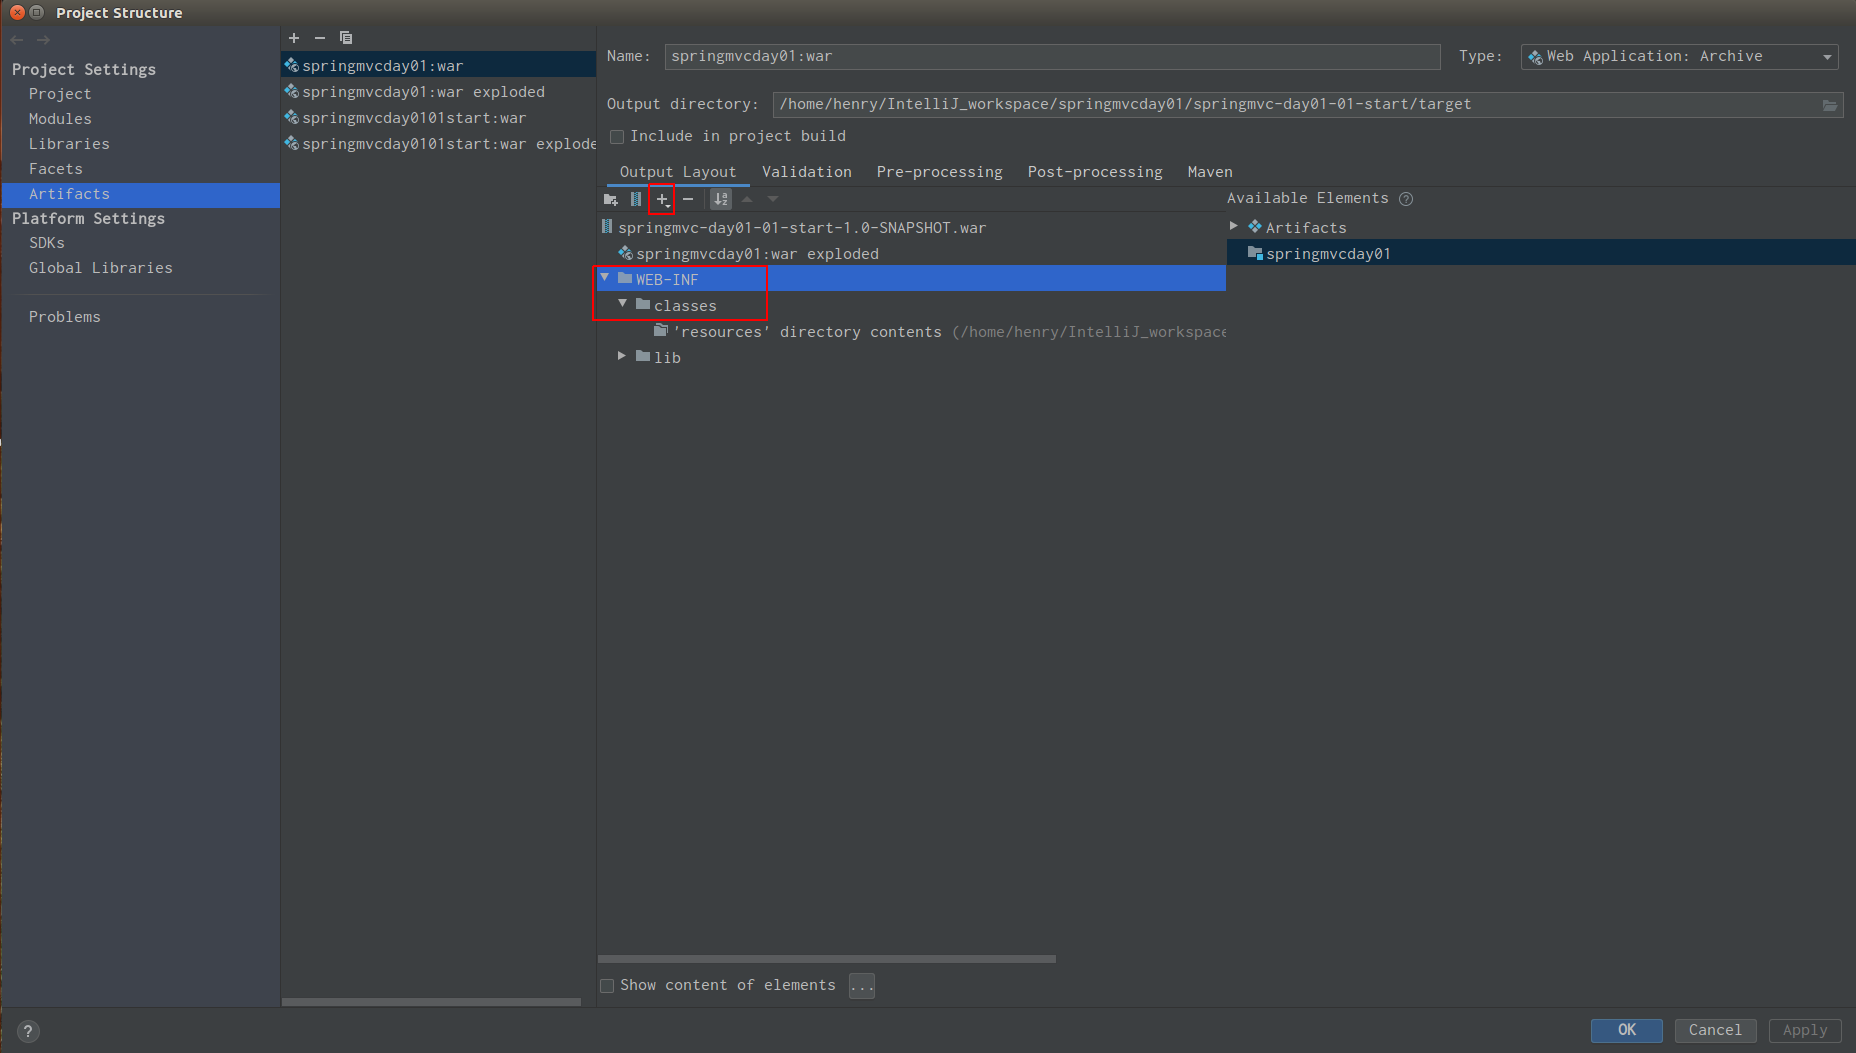 Project Structure
Project Settings
Project
Modules
Libraries
Facets
Artifacts
Platform Settings
SDKs
Global Libraries
Problems
springmvcday01:war
springmvcday01:war exploded
springmvcday0101start:war
springmvcday0101start:war explode
Name: springmvcday01:war Type: Web Application: Archive
Output directory: /home/henry/IntelliJ_workspace/springmvcday01/springmvc-day01-01-start/target
Include in project build
Output Layout Validation Pre-processing Post-processing Maven
springmvc-day01-01-start-1.0-SNAPSHOT.war
springmvcday01:war exploded
WEB-INF
classes
'resources' directory contents (/home/henry/IntelliJ_workspace
lib
Available Elements ?
Artifacts
springmvcday01
Show content of elements ...
? OK Cancel Apply